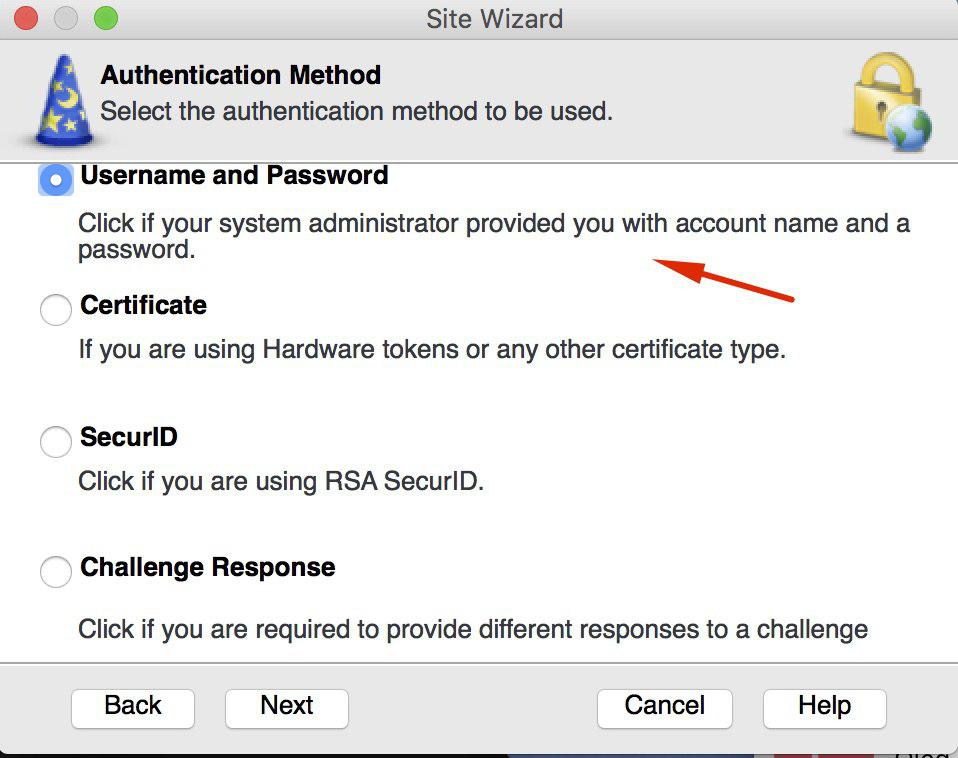 Site Wizard
Authentication Method
Select the authentication method to be used.
Username and Password
Click if your system administrator provided you with account name and a
password.
Certificate
If you are using Hardware tokens or any other certificate type.
SecurID
Click if you are using RSA SecurID.
Challenge Response
Click if you are required to provide different responses to a challenge
Back Next Cancel Help